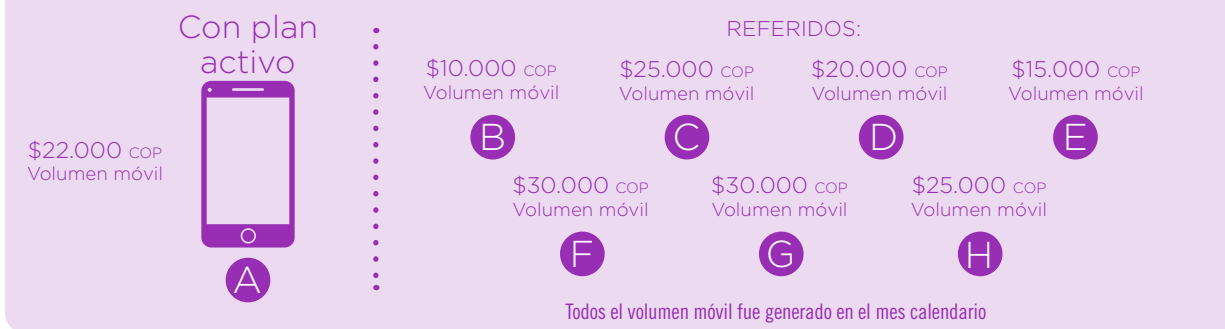 Con plan
activo
$22.000 COP
Volumen móvil
A
REFERIDOS:
$10.000 COP
Volumen móvil
B
$25.000 COP
Volumen móvil
C
$20.000 COP
Volumen móvil
D
$15.000 COP
Volumen móvil
E
$30.000 COP
Volumen móvil
F
$30.000 COP
Volumen móvil
G
$25.000 COP
Volumen móvil
H
Todos el volumen móvil fue generado en el mes calendario